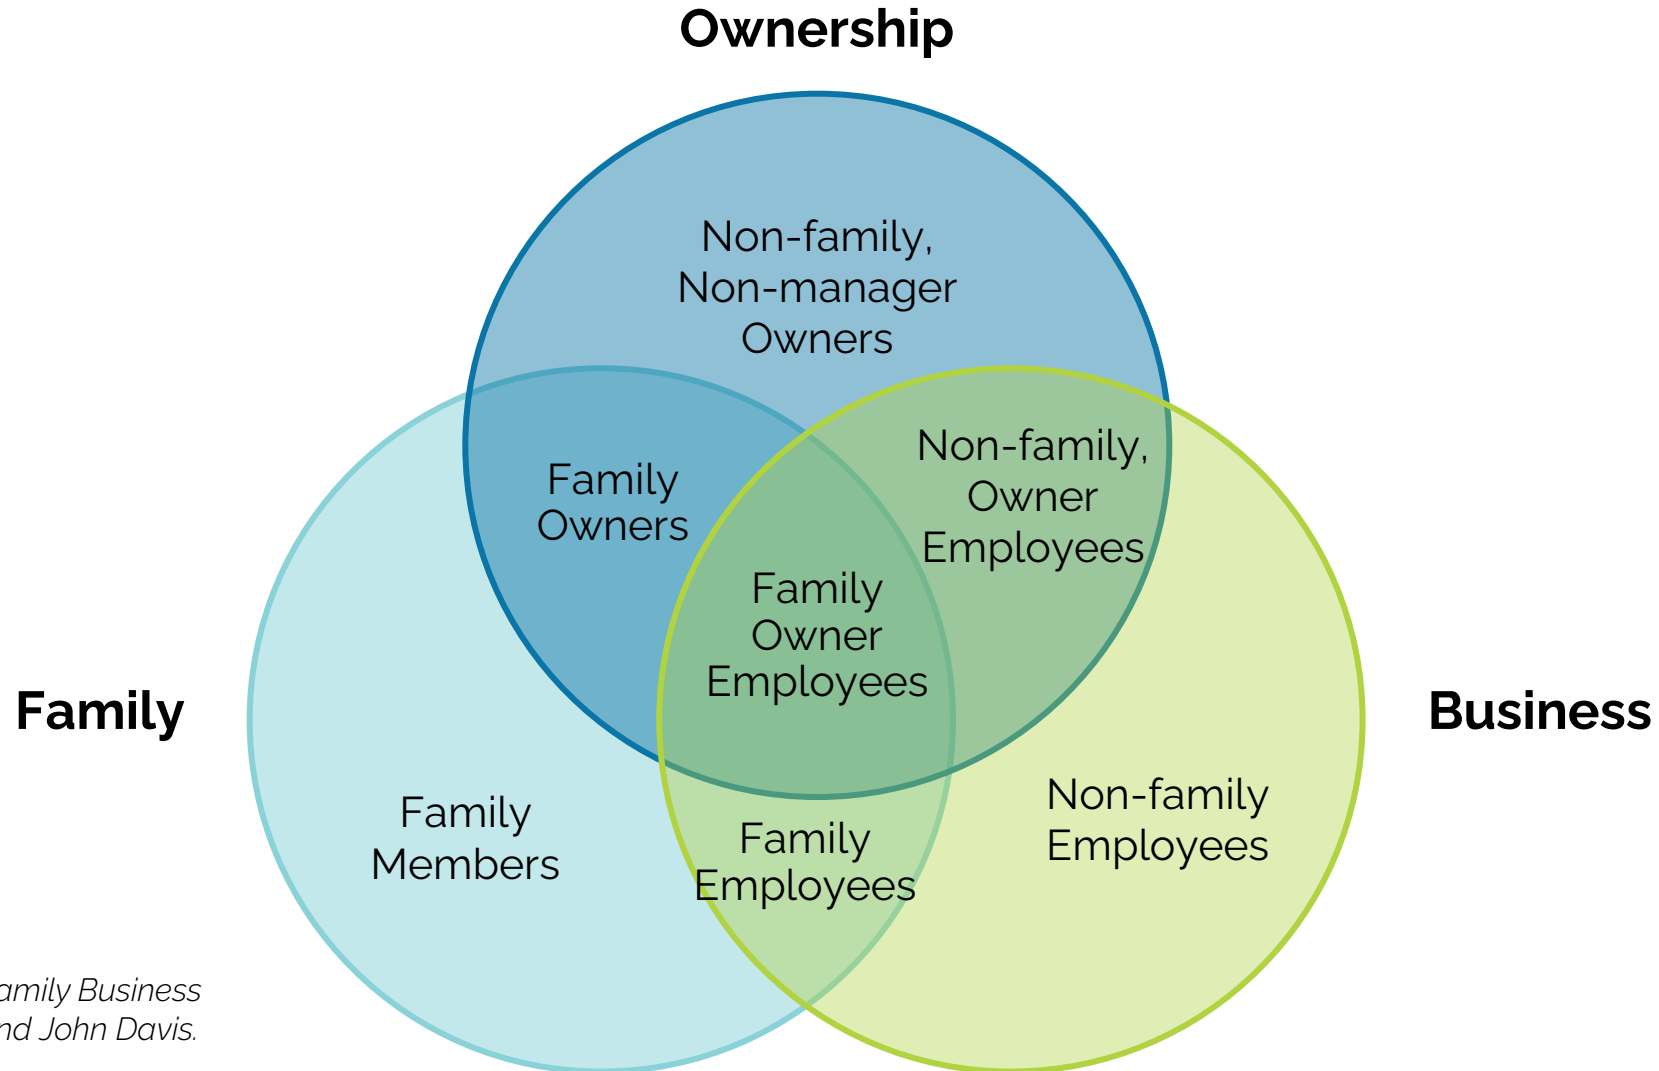 Ownership
Non-family,
Non-manager
Owners
Family
Owners
Non-family,
Owner
Employees
Family
Owner
Employees
Family
Business
Family
Members
Family
Employees
Non-family
Employees
amily Business
nd John Davis.